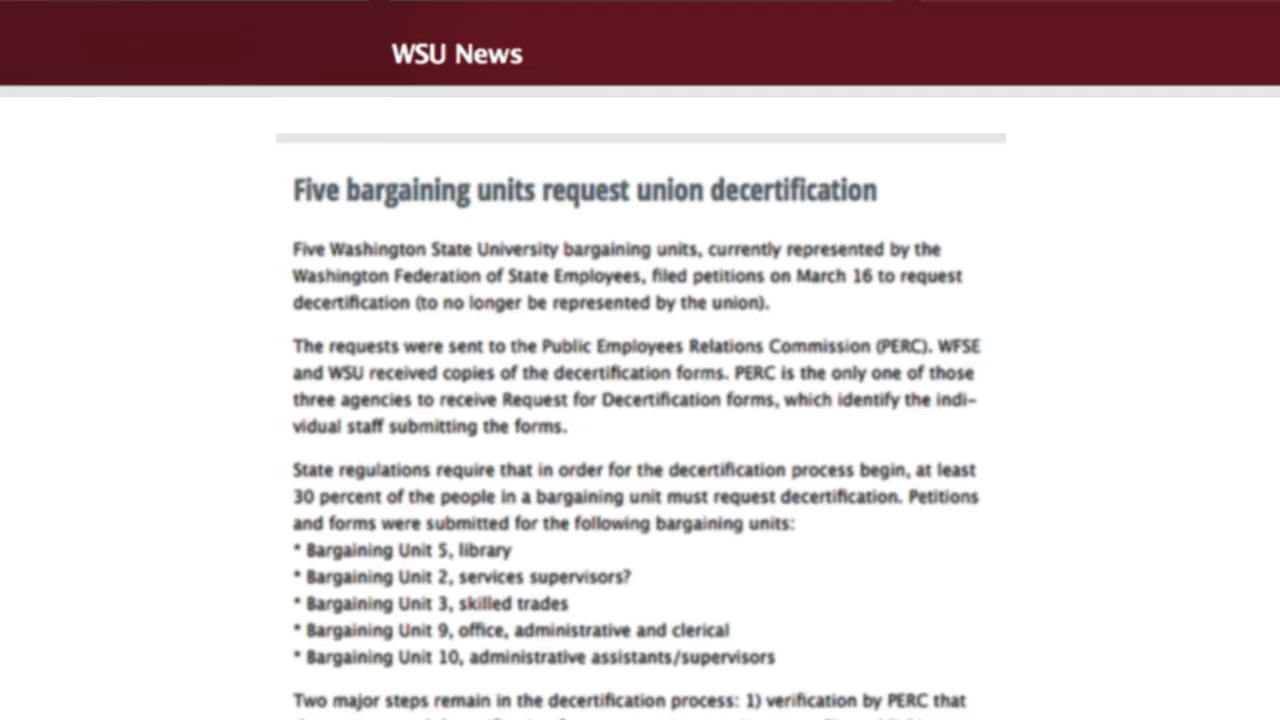 WSU News
Five bargaining units request union decertification
Five Washington State University bargaining units, currently represented by the
Washington Federation of State Employees, filed petitions on March 16 to request
decertification (to no longer be represented by the union).
The requests were sent to the Public Employees Relations Commission (PERC). WFSE
and WSU received copies of the decertification forms. PERC is the only one of those
three agencies to receive Request for Decertification forms, which identify the indi-
vidual staff submitting the forms.
State regulations require that in order for the decertification process begin, at least
30 percent of the people in a bargaining unit must request decertification. Petitions
and forms were submitted for the following bargaining units:
* Bargaining Unit 5, library
* Bargaining Unit 2, services supervisors?
* Bargaining Unit 3, skilled trades
* Bargaining Unit 9, office, administrative and clerical
* Bargaining Unit 10, administrative assistants/supervisors
Two major steps remain in the decertification process: 1) verification by PERC that